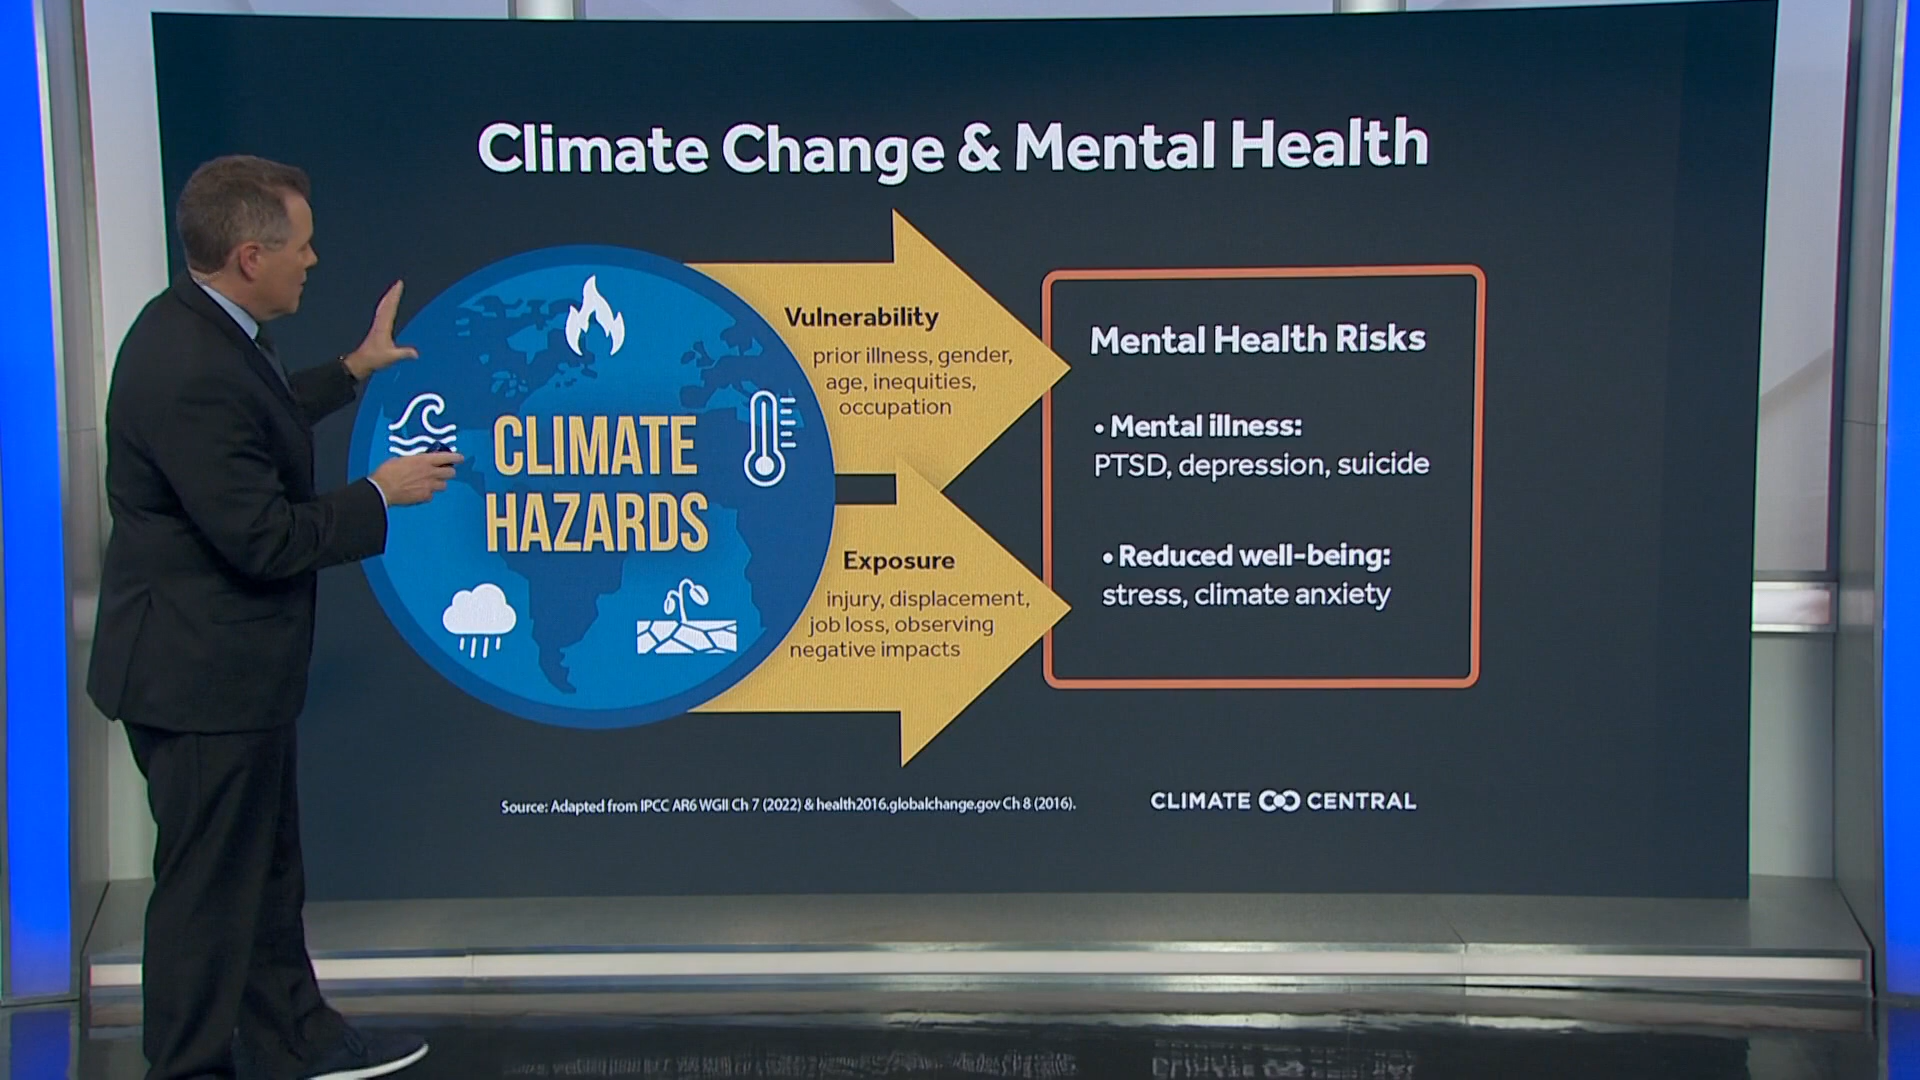 Climate Change & Mental Health
CLIMATE
HAZARDS
Vulnerability
prior illness, gender,
age, inequities,
occupation
Exposure
injury, displacement,
job loss, observing
negative impacts
Mental Health Risks
• Mental illness:
PTSD, depression, suicide
• Reduced well-being:
stress, climate anxiety
Source: Adapted from IPCC AR6 WGII Ch 7 (2022) & health2016.globalchange.gov Ch 8 (2016).
CLIMATE CENTRAL